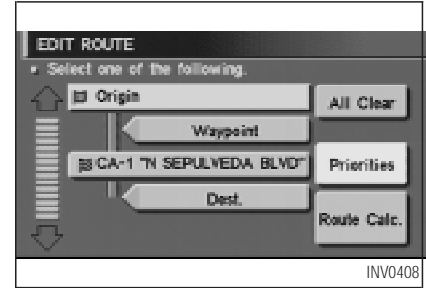 EDIT ROUTE
Select one of the following.
Origin
All Clear
Waypoint
CA-1 "N SEPULVEDA BLVD"
Priorities
Dest.
Route Calc.
INV0408